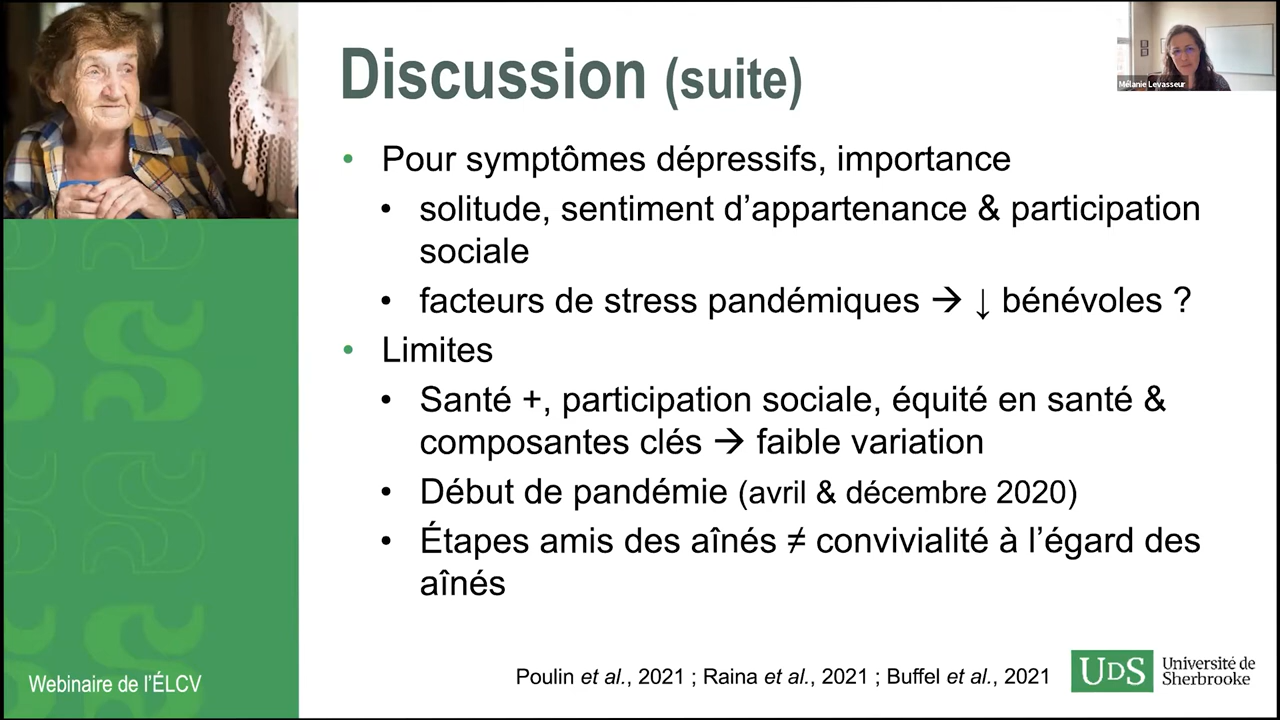 Discussion (suite)
Mélanie Levasseur
• Pour symptômes dépressifs, importance
• solitude, sentiment d’appartenance & participation
sociale
• facteurs de stress pandémiques → ↓ bénévoles ?
• Limites
• Santé +, participation sociale, équité en santé &
composantes clés → faible variation
• Début de pandémie (avril & décembre 2020)
• Étapes amis des aînés ≠ convivialité à l’égard des
aînés
Webinaire de l’ÉLCV
Poulin et al., 2021 ; Raina et al., 2021 ; Buffel et al., 2021
UDS
Université de
Sherbrooke